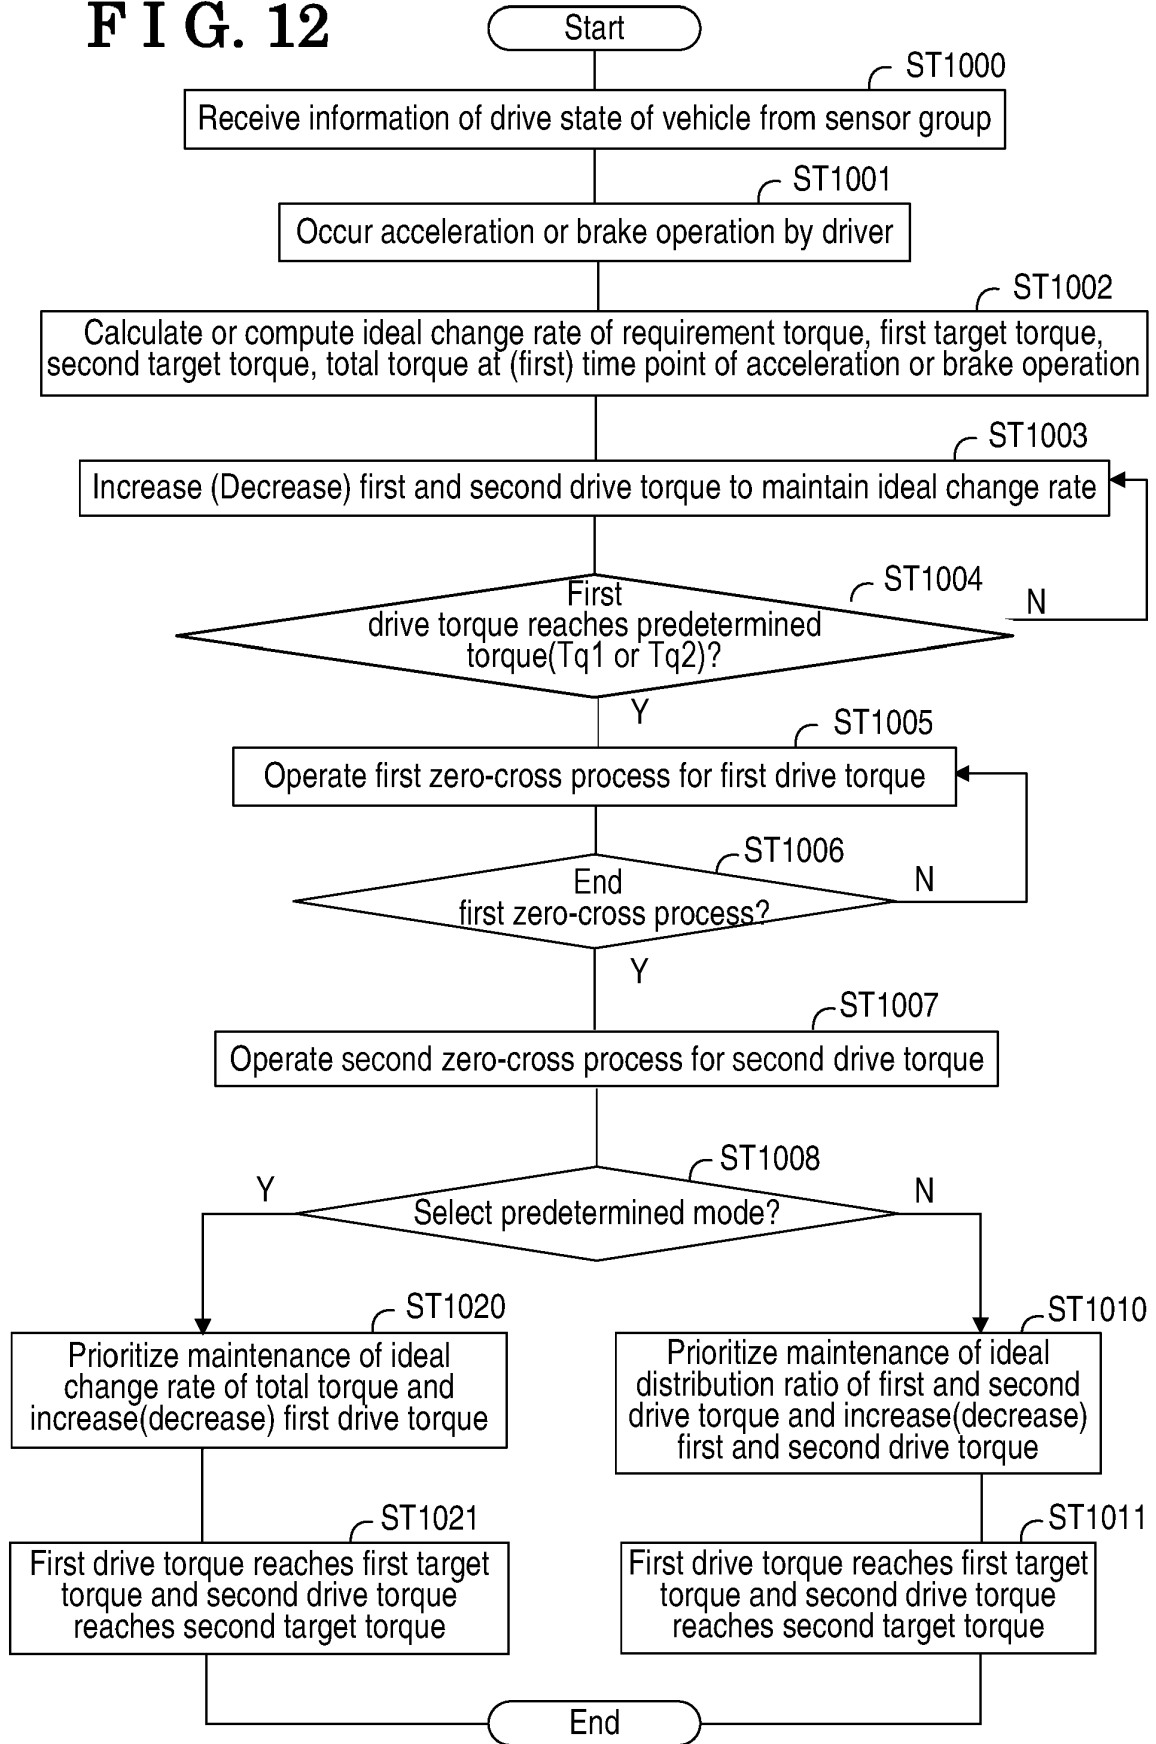 FIG. 12
Start
ST1000
Receive information of drive state of vehicle from sensor group
ST1001
Occur acceleration or brake operation by driver
ST1002
Calculate or compute ideal change rate of requirement torque, first target torque,
second target torque, total torque at (first) time point of acceleration or brake operation
ST1003
Increase (Decrease) first and second drive torque to maintain ideal change rate
ST1004
First
drive torque reaches predetermined
torque(Tq1 or Tq2)?
N
Y
ST1005
Operate first zero-cross process for first drive torque
ST1006
End
first zero-cross process?
N
Y
ST1007
Operate second zero-cross process for second drive torque
ST1008
Select predetermined mode?
Y
N
ST1020
Prioritize maintenance of ideal
change rate of total torque and
increase(decrease) first drive torque
ST1010
Prioritize maintenance of ideal
distribution ratio of first and second
drive torque and increase(decrease)
first and second drive torque
ST1021
First drive torque reaches first target
torque and second drive torque
reaches second target torque
ST1011
First drive torque reaches first target
torque and second drive torque
reaches second target torque
End